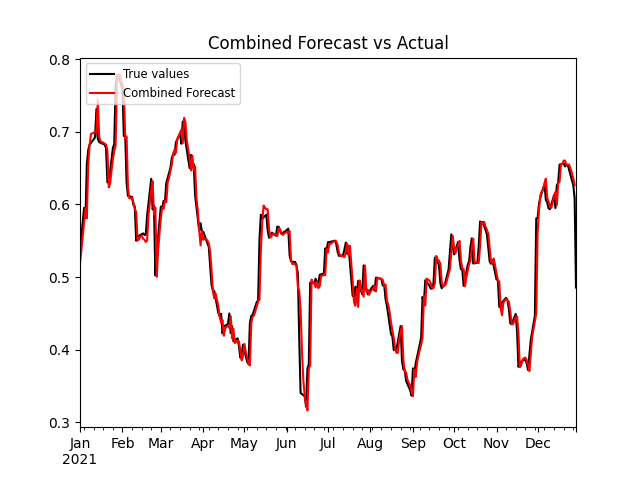 Combined Forecast vs Actual
True values
Combined Forecast
0.8
0.7
0.6
0.5
0.4
0.3
Jan Feb Mar Apr May Jun Jul Aug Sep Oct Nov Dec
2021